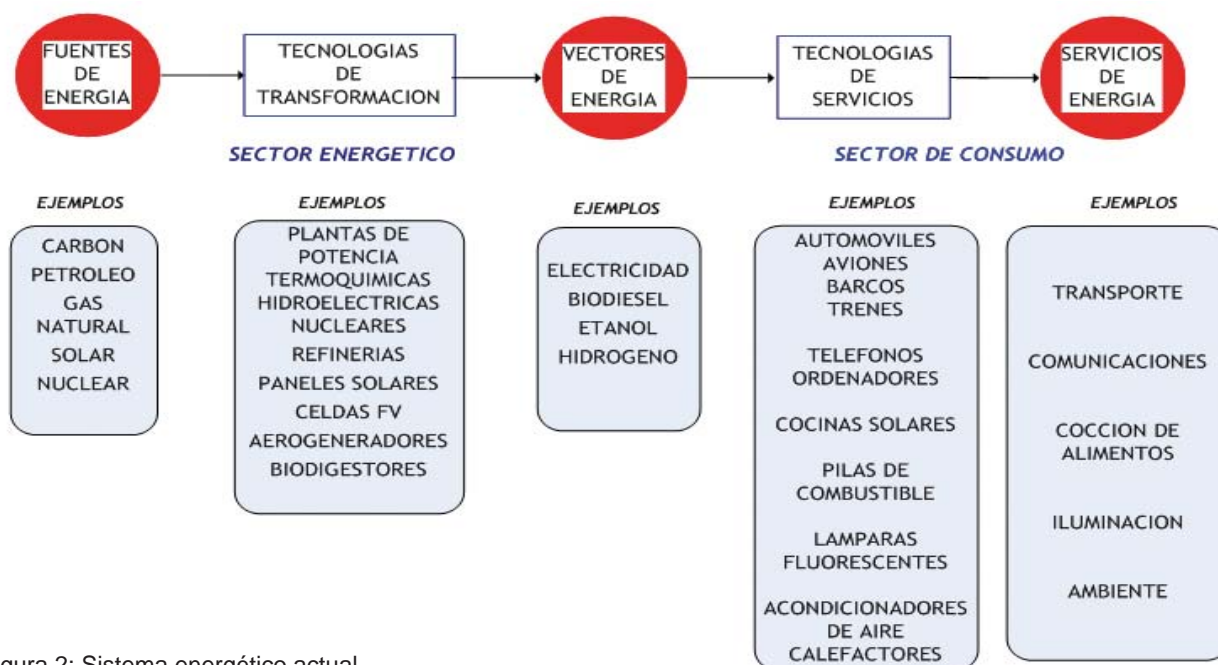 FUENTES
DE
ENERGIA
TECNOLOGIAS
DE
TRANSFORMACION
VECTORES
DE
ENERGIA
TECNOLOGIAS
DE
SERVICIOS
SERVICIOS
DE
ENERGIA
SECTOR ENERGETICO
SECTOR DE CONSUMO
EJEMPLOS
CARBON
PETROLEO
GAS
NATURAL
SOLAR
NUCLEAR
EJEMPLOS
PLANTAS DE
POTENCIA
TERMOQUIMICAS
HIDROELECTRICAS
NUCLEARES
REFINERIAS
PANELES SOLARES
CELDAS FV
AEROGENERADORES
BIODIGESTORES
EJEMPLOS
ELECTRICIDAD
BIODIESEL
ETANOL
HIDROGENO
EJEMPLOS
AUTOMOVILES
AVIONES
BARCOS
TRENES
TELEFONOS
ORDENADORES
COCINAS SOLARES
PILAS DE
COMBUSTIBLE
LAMPARAS
FLUORESCENTES
ACONDICIONADORES
DE AIRE
CALEFACTORES
EJEMPLOS
TRANSPORTE
COMUNICACIONES
COCCION DE
ALIMENTOS
ILUMINACION
AMBIENTE
gura 2: Sistema energético actual